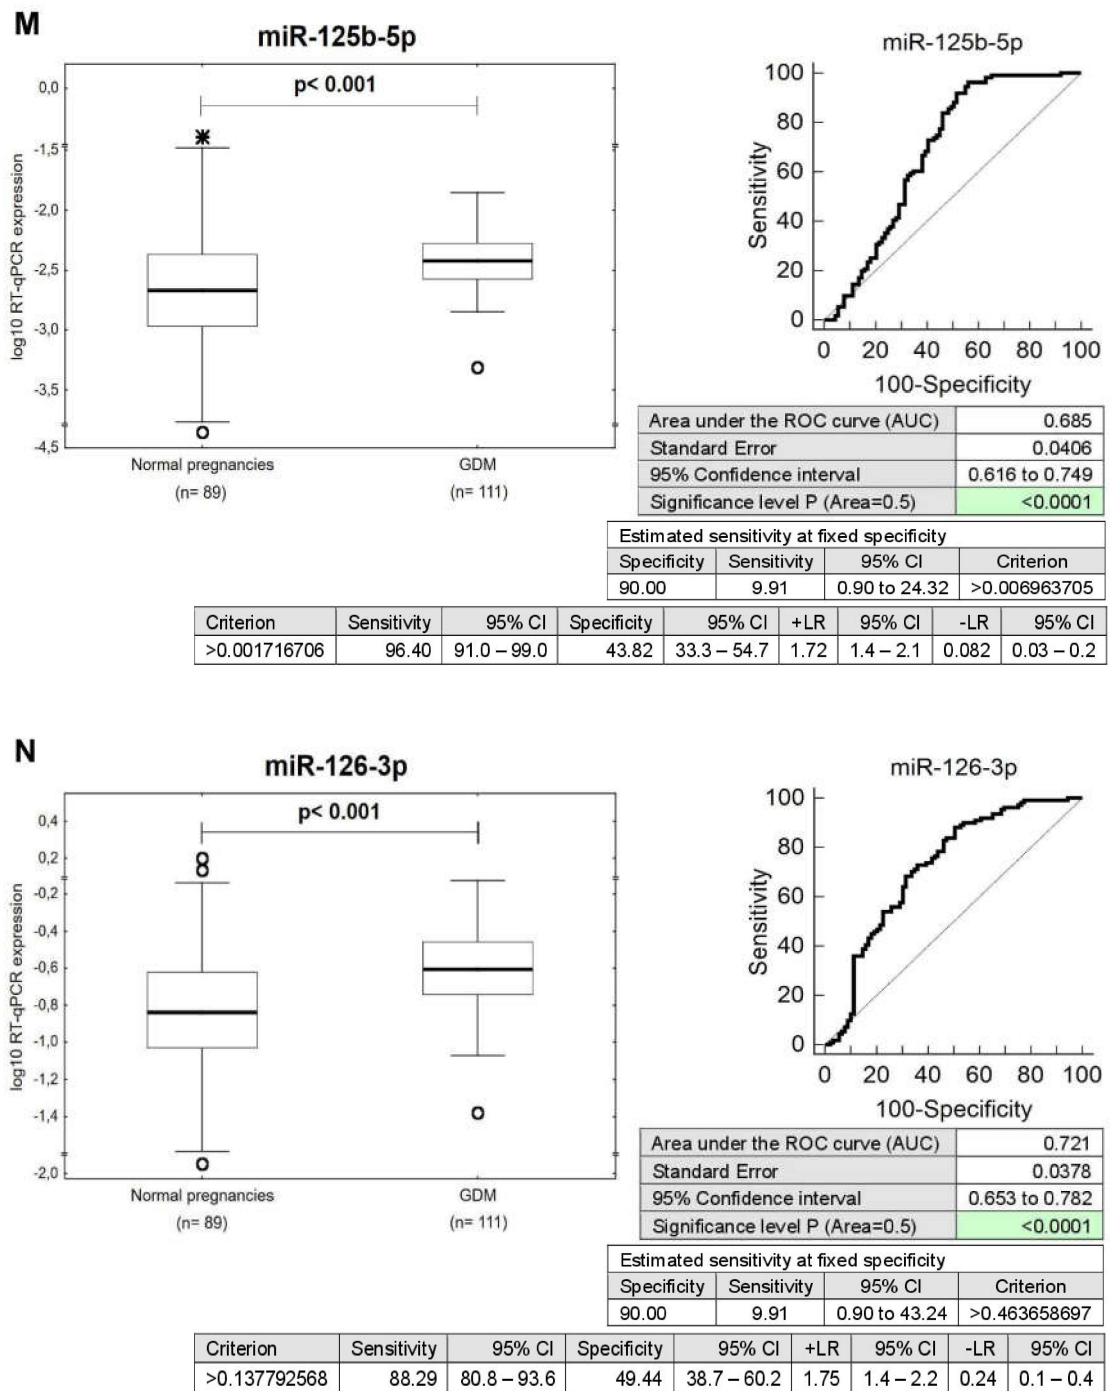 M
miR-125b-5p
p< 0.001
log10 RT-qPCR expression
0,0
-1,5
-2,0
-2,5
-3,0
-3,5
-4,5
Normal pregnancies
(n= 89)
GDM
(n= 111)
miR-125b-5p
Sensitivity
100
80
60
40
20
0
0 20 40 60 80 100
100-Specificity
Area under the ROC curve (AUC) 0.685
Standard Error 0.0406
95% Confidence interval 0.616 to 0.749
Significance level P (Area=0.5) <0.0001
Estimated sensitivity at fixed specificity
Specificity Sensitivity 95% CI Criterion
90.00 9.91 0.90 to 24.32 >0.006963705
Criterion Sensitivity 95% CI Specificity 95% CI +LR 95% CI -LR 95% CI
>0.001716706 96.40 91.0 – 99.0 43.82 33.3 – 54.7 1.72 1.4 – 2.1 0.082 0.03 – 0.2
N
miR-126-3p
p< 0.001
log10 RT-qPCR expression
0,4
0,2
-0,2
-0,4
-0,6
-0,8
-1,0
-1,2
-1,4
-2,0
Normal pregnancies
(n= 89)
GDM
(n= 111)
miR-126-3p
Sensitivity
100
80
60
40
20
0
0 20 40 60 80 100
100-Specificity
Area under the ROC curve (AUC) 0.721
Standard Error 0.0378
95% Confidence interval 0.653 to 0.782
Significance level P (Area=0.5) <0.0001
Estimated sensitivity at fixed specificity
Specificity Sensitivity 95% CI Criterion
90.00 9.91 0.90 to 43.24 >0.463658697
Criterion Sensitivity 95% CI Specificity 95% CI +LR 95% CI -LR 95% CI
>0.137792568 88.29 80.8 – 93.6 49.44 38.7 – 60.2 1.75 1.4 – 2.2 0.24 0.1 – 0.4